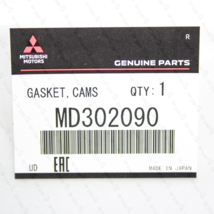 R
MITSUBISHI
MOTORS
GENUINE PARTS
GASKET, CAMS QTY: 1
MD302090
UD EAC
MADE IN JAPAN